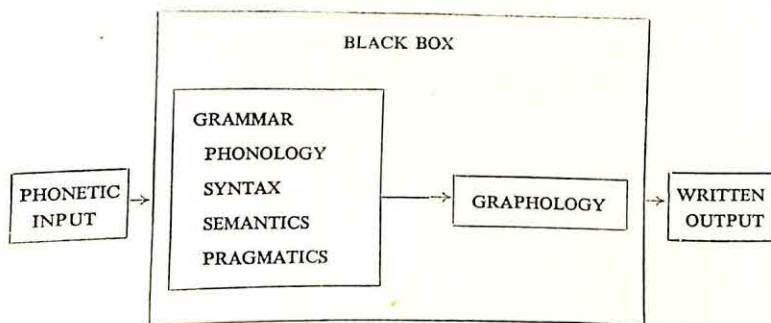 BLACK BOX
GRAMMAR
PHONOLOGY
SYNTAX
SEMANTICS
PRAGMATICS
PHONETIC
INPUT
GRAPHOLOGY
WRITTEN
OUTPUT